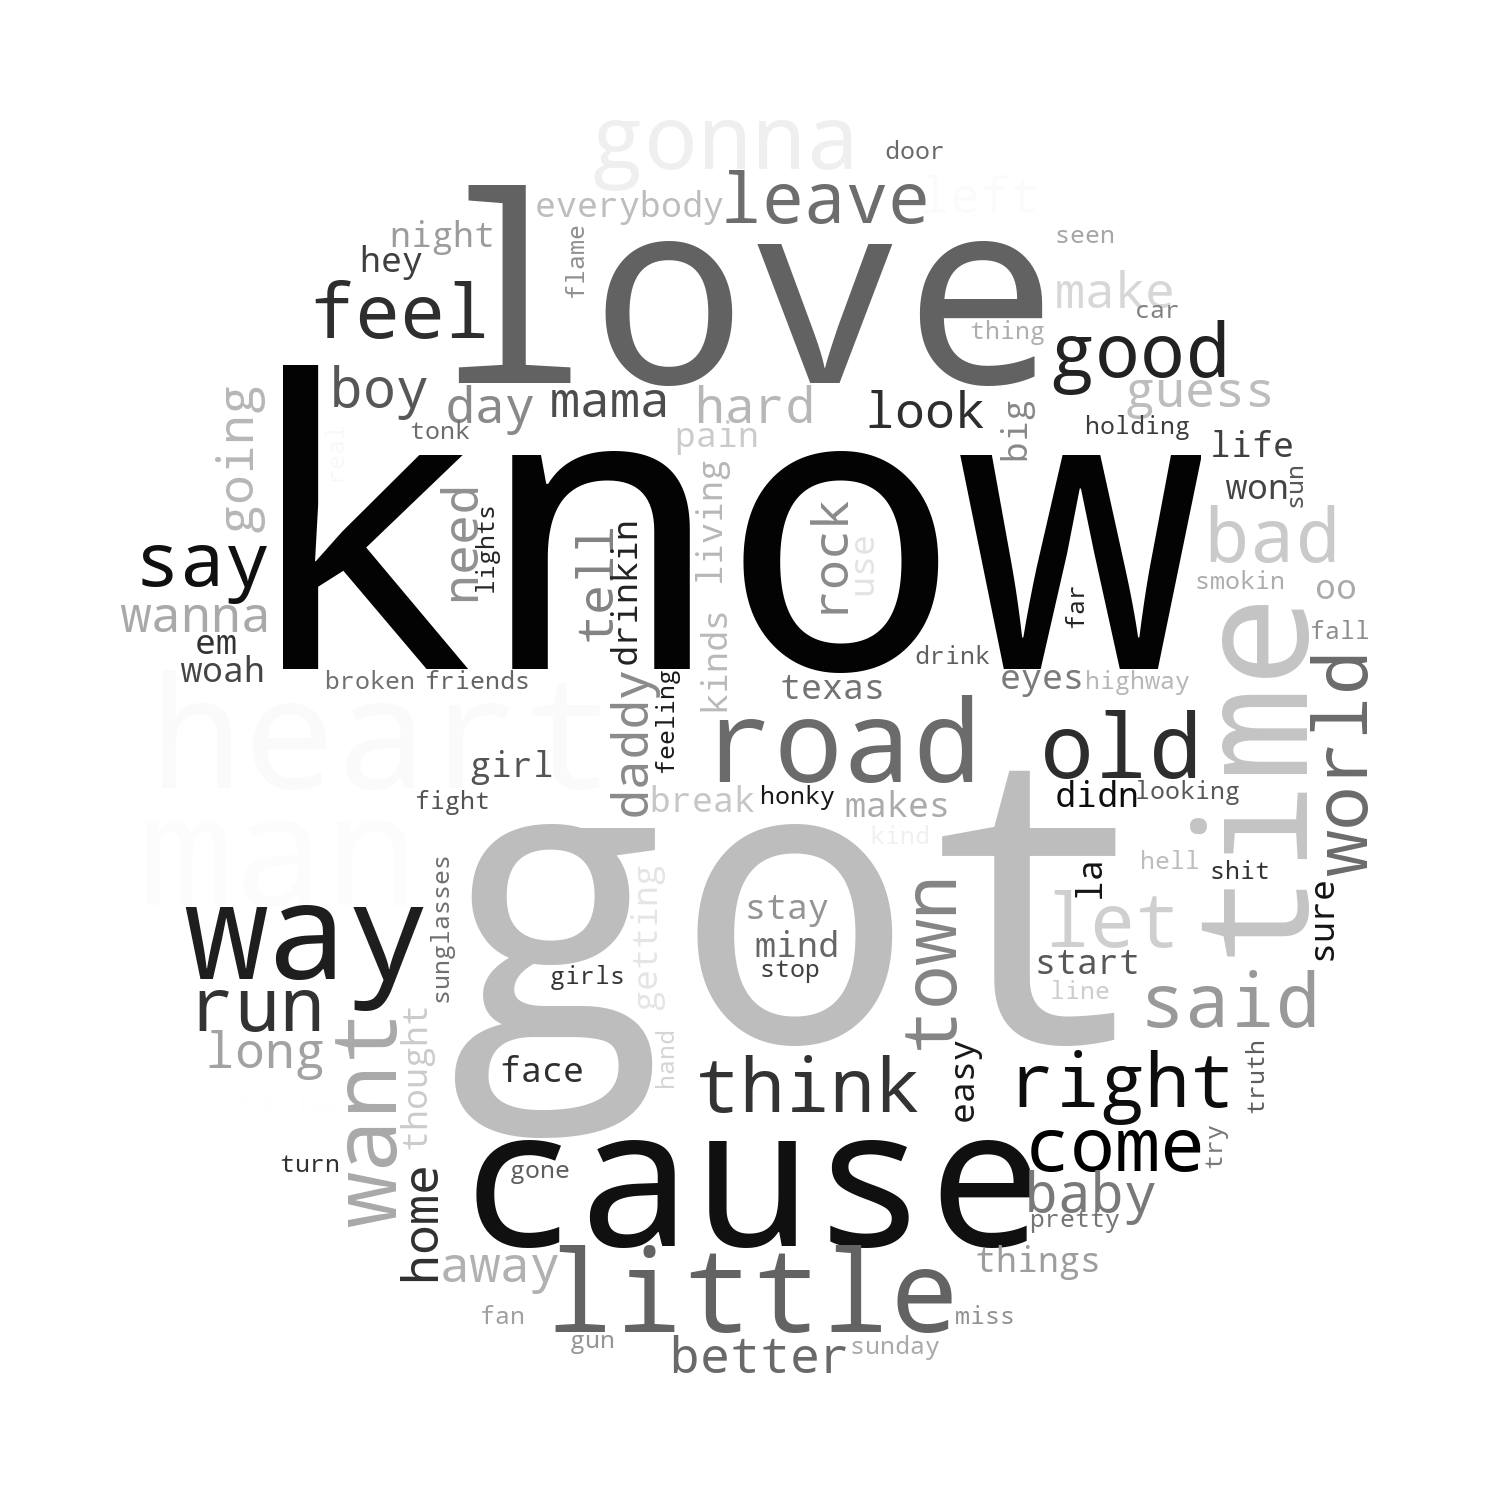 gonna
door
leave
left
everybody
love
night
flame
seen
hey
make
feel
car
thing
good
boy
day
mama
hard
look
big
guess
going
tonk
pain
holding
life
know
real
won
sun
say
need
lights
tell
drinkin
living
rock
use
far
bad
smokin
oo
wanna
em
woah
time
fall
broken
friends
kinds
drink
eyes
highway
texas
heart
daddy
feeling
road
old
world
girl
fight
break
honky
makes
didn
looking
kind
man
got
hell
shit
la
way
sunglasses
getting
stay
mind
stop
town
let
sure
start
line
girls
run
said
long
want
thought
face
hand
think
easy
right
truth
cause
come
try
turn
gone
home
baby
pretty
away
little
things
fan
gun
miss
better
sunday